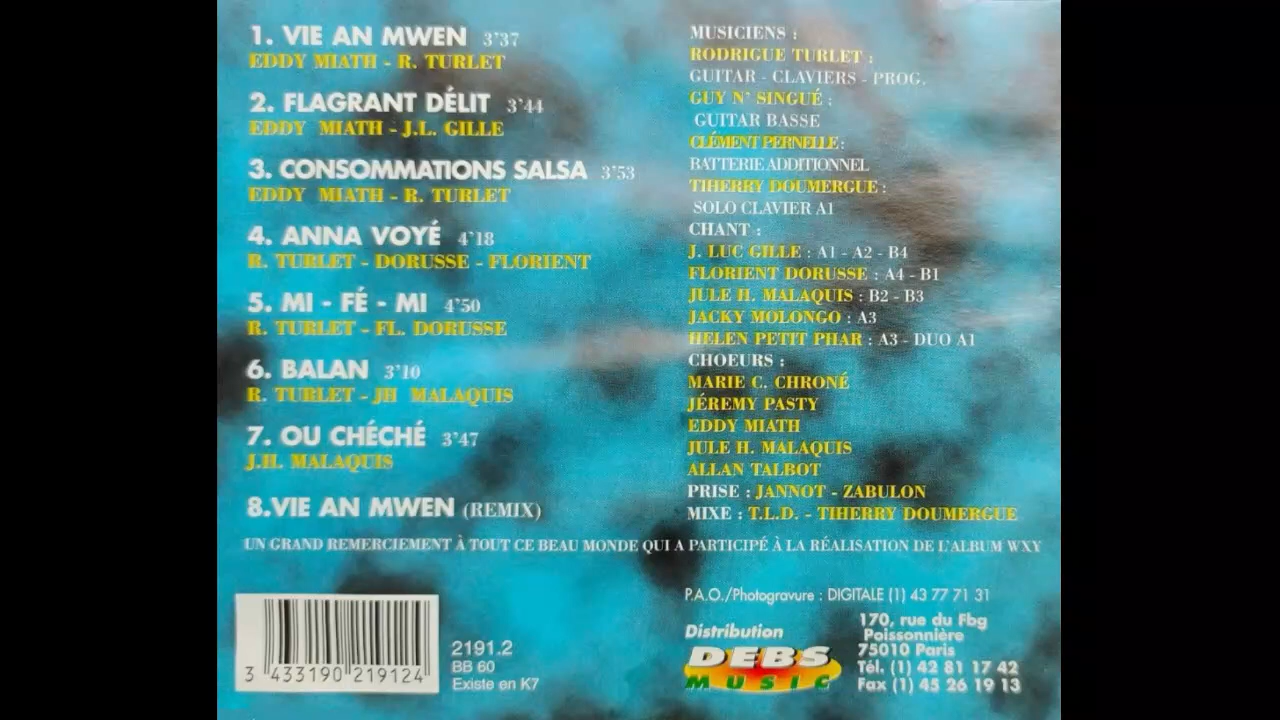 1. VIE AN MWEN 3'37
EDDY MIATH - R. TURLET
2. FLAGRANT DÉLIT 3'44
EDDY MIATH - J.L. GILLE
3. CONSOMMATIONS SALSA 3'53
EDDY MIATH - R. TURLET
4. ANNA VOYÉ 4'18
R. TURLET - DORUSSE - FLORIENT
5. MI - FÉ - MI 4'50
R. TURLET - FL. DORUSSE
6. BALAN 3'10
R. TURLET - JH MALAQUIS
7. OU CHÉCHÉ 3'47
J.H. MALAQUIS
8.VIE AN MWEN (REMIX)
MUSICIENS :
RODRIGUE TURLET :
GUITAR - CLAVIERS - PROG.
GUY N' SINGUÉ :
GUITAR BASSE
CLÉMENT PERNELLE :
BATTERIE ADDITIONNEL
TIHERRY DOUMERGUE :
SOLO CLAVIER A1
CHANT :
J. LUC GILLE : A1 - A2 - B4
FLORIENT DORUSSE : A4 - B1
JULE H. MALAQUIS : B2 - B3
JACKY MOLONGO : A3
HELEN PETIT PHAR : A3 - DUO A1
CHOEURS :
MARIE C. CHRONÉ
JÉREMY PASTY
EDDY MIATH
JULE H. MALAQUIS
ALLAN TALBOT
PRISE : JANNOT - ZABULON
MIXE : T.L.D. - TIHERRY DOUMERGUE
UN GRAND REMERCIEMENT À TOUT CE BEAU MONDE QUI A PARTICIPÉ À LA RÉALISATION DE L'ALBUM WXY
3 433190 219124
2191.2
BB 60
Existe en K7
P.A.O./Photogravure : DIGITALE (1) 43 77 71 31
Distribution
DEBS
MUSIC
170, rue du Fbg
Poissonnière
75010 Paris
Tél. (1) 42 81 17 42
Fax (1) 45 26 19 13